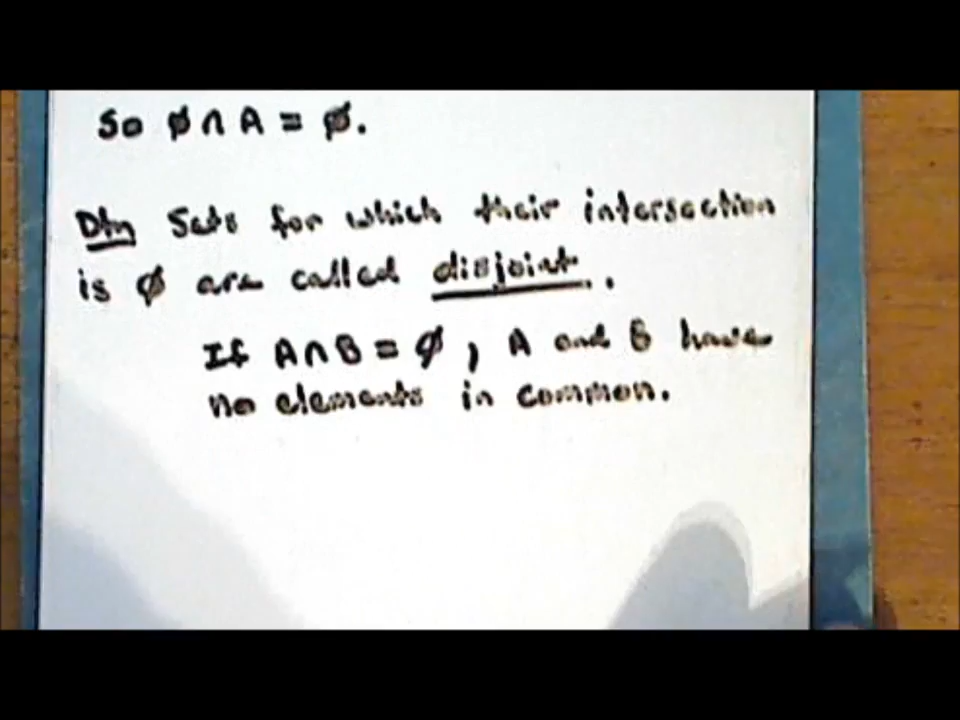 So ∅ ∩ A = ∅.
Dfn Sets for which their intersection
is ∅ are called disjoint.
If A ∩ B = ∅, A and B have
no elements in common.